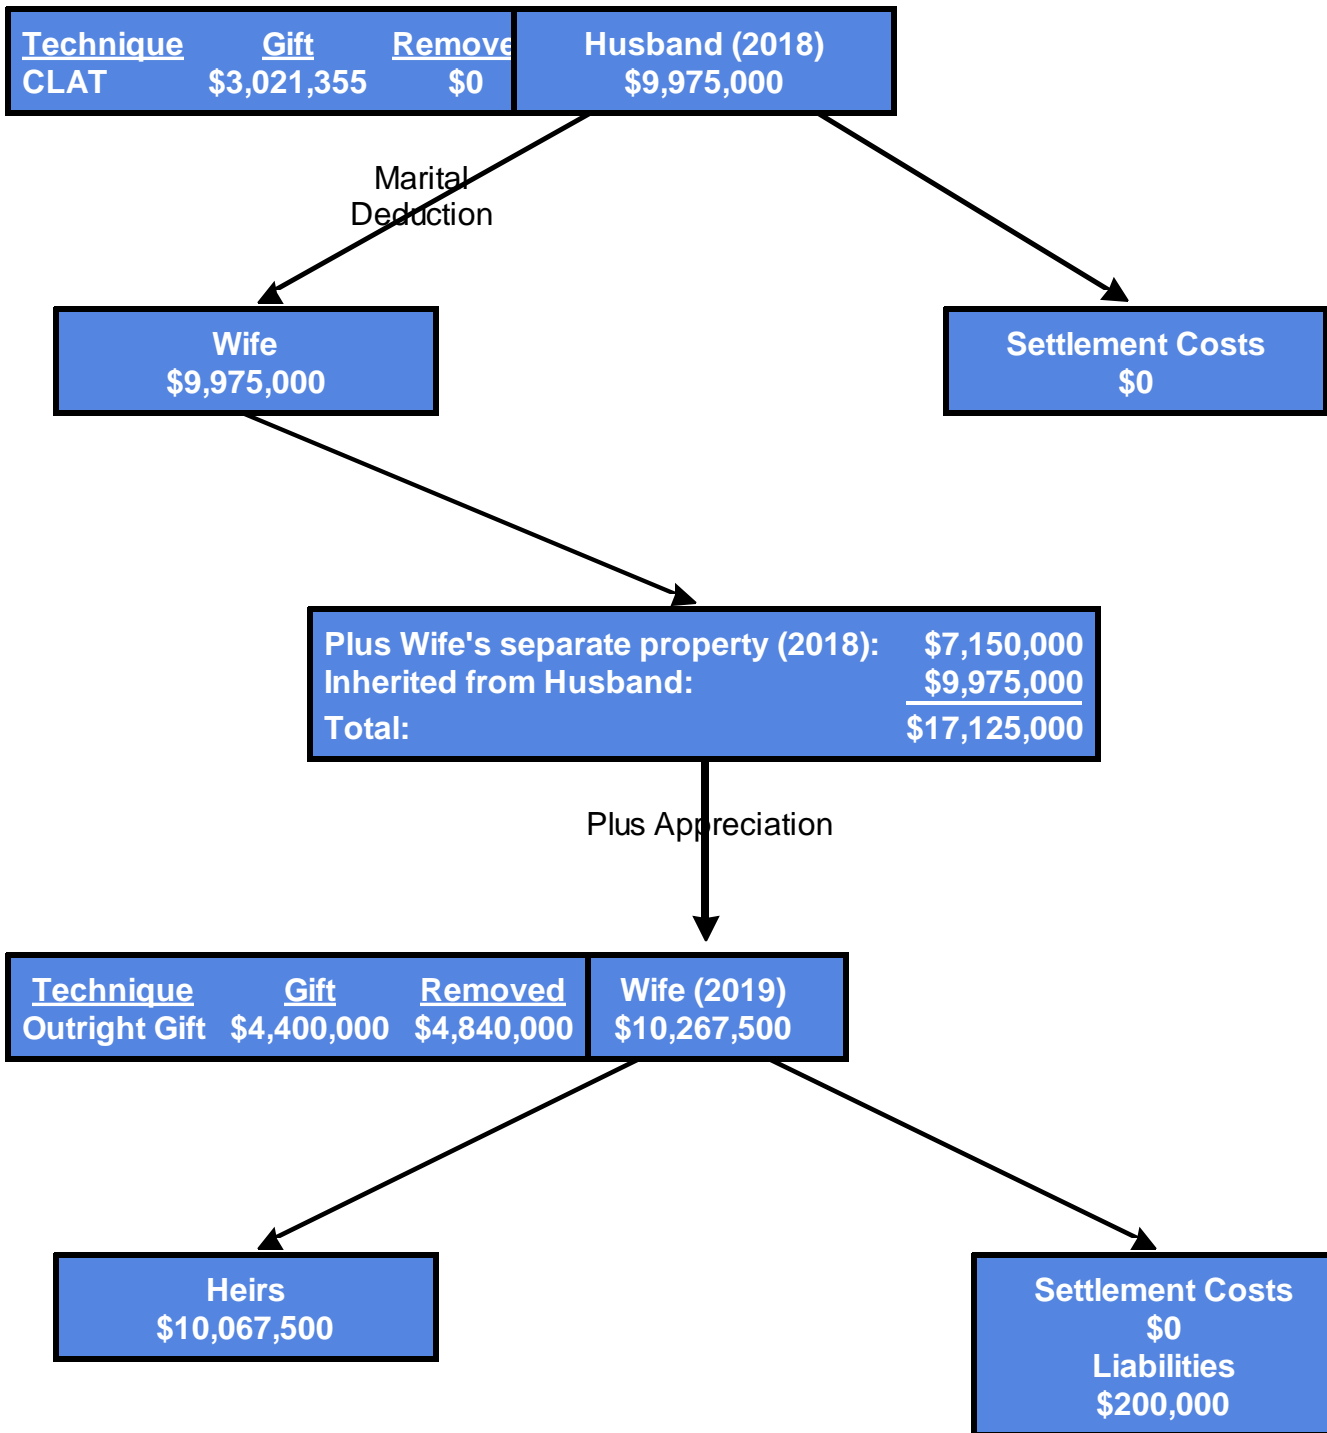 Technique Gift Remove
CLAT $3,021,355 $0
Husband (2018)
$9,975,000
Marital
Deduction
Wife
$9,975,000
Settlement Costs
$0
Plus Wife's separate property (2018): $7,150,000
Inherited from Husband: $9,975,000
Total: $17,125,000
Plus Appreciation
Technique Gift Removed
Outright Gift $4,400,000 $4,840,000
Wife (2019)
$10,267,500
Heirs
$10,067,500
Settlement Costs
$0
Liabilities
$200,000